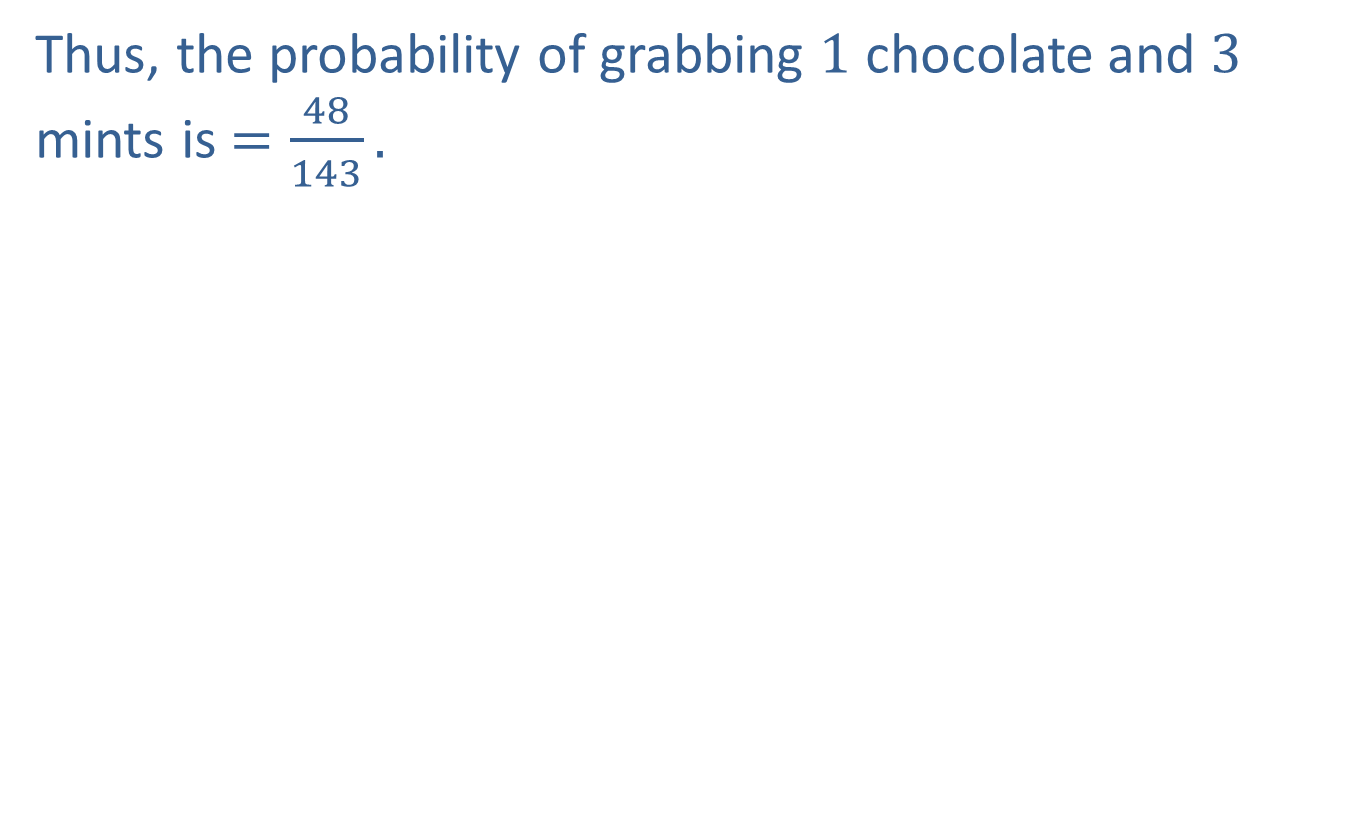 Thus, the probability of grabbing 1 chocolate and 3
mints is = 48/143 .